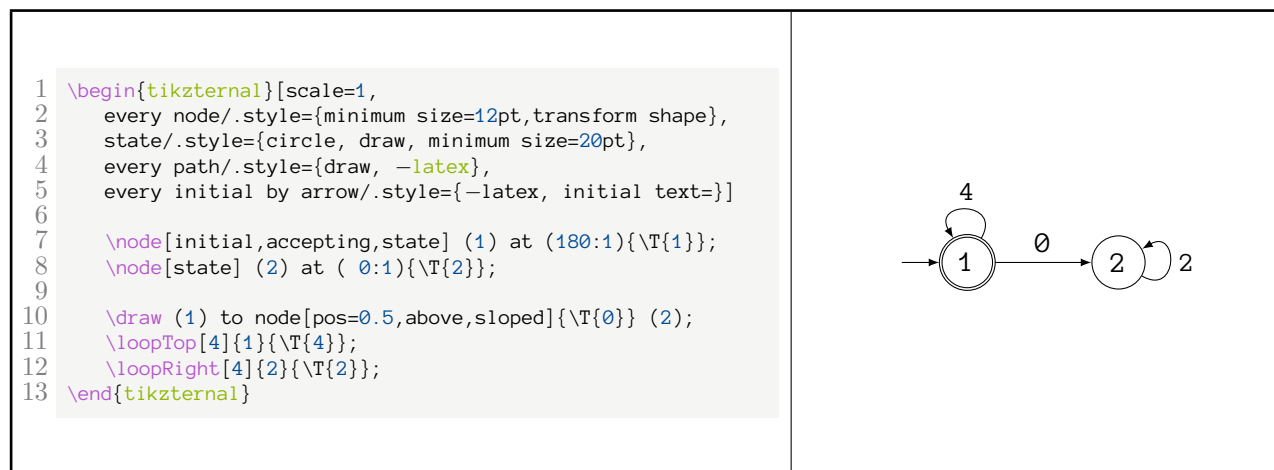 1 \begin{tikzternal}[scale=1,
2 every node/.style={minimum size=12pt,transform shape},
3 state/.style={circle, draw, minimum size=20pt},
4 every path/.style={draw, −latex},
5 every initial by arrow/.style={−latex, initial text=}]
6
7 \node[initial,accepting,state] (1) at (180:1){\T{1}};
8 \node[state] (2) at ( 0:1){\T{2}};
9
10 \draw (1) to node[pos=0.5,above,sloped]{\T{0}} (2);
11 \loopTop[4]{1}{\T{4}};
12 \loopRight[4]{2}{\T{2}};
13 \end{tikzternal}
4
0
1 2 2